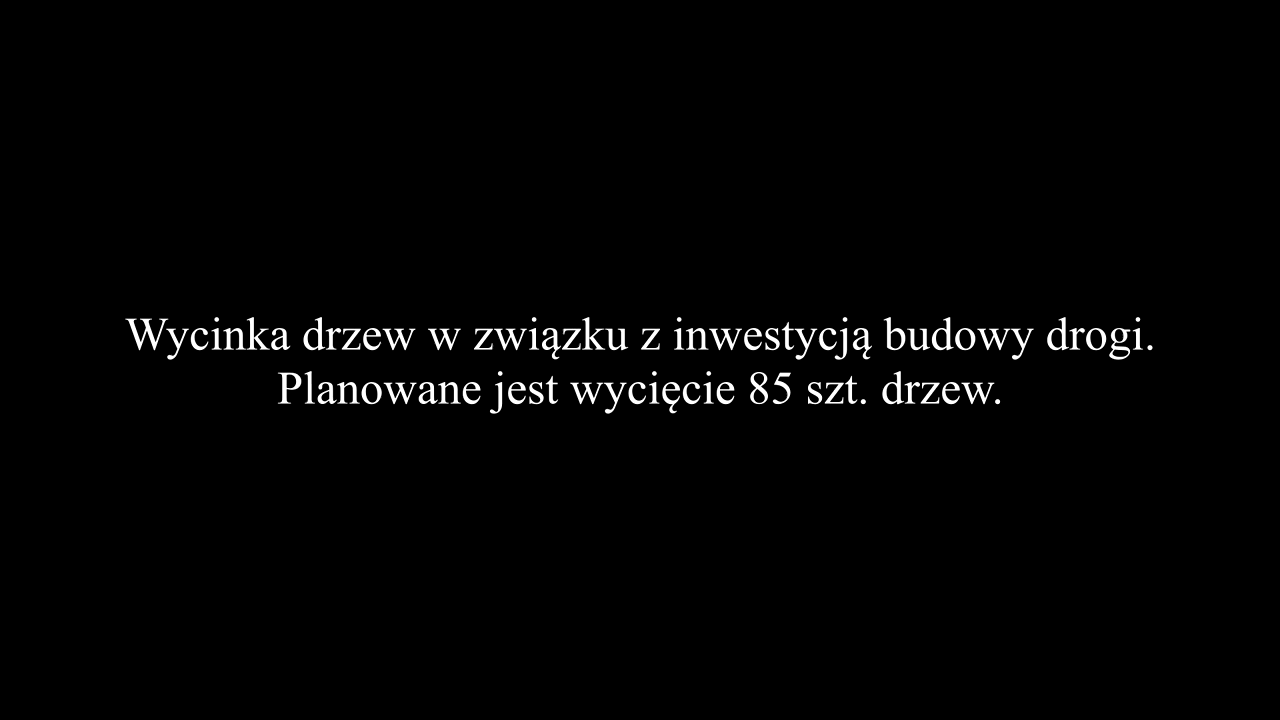 Wycinka drzew w związku z inwestycją budowy drogi.
Planowane jest wycięcie 85 szt. drzew.